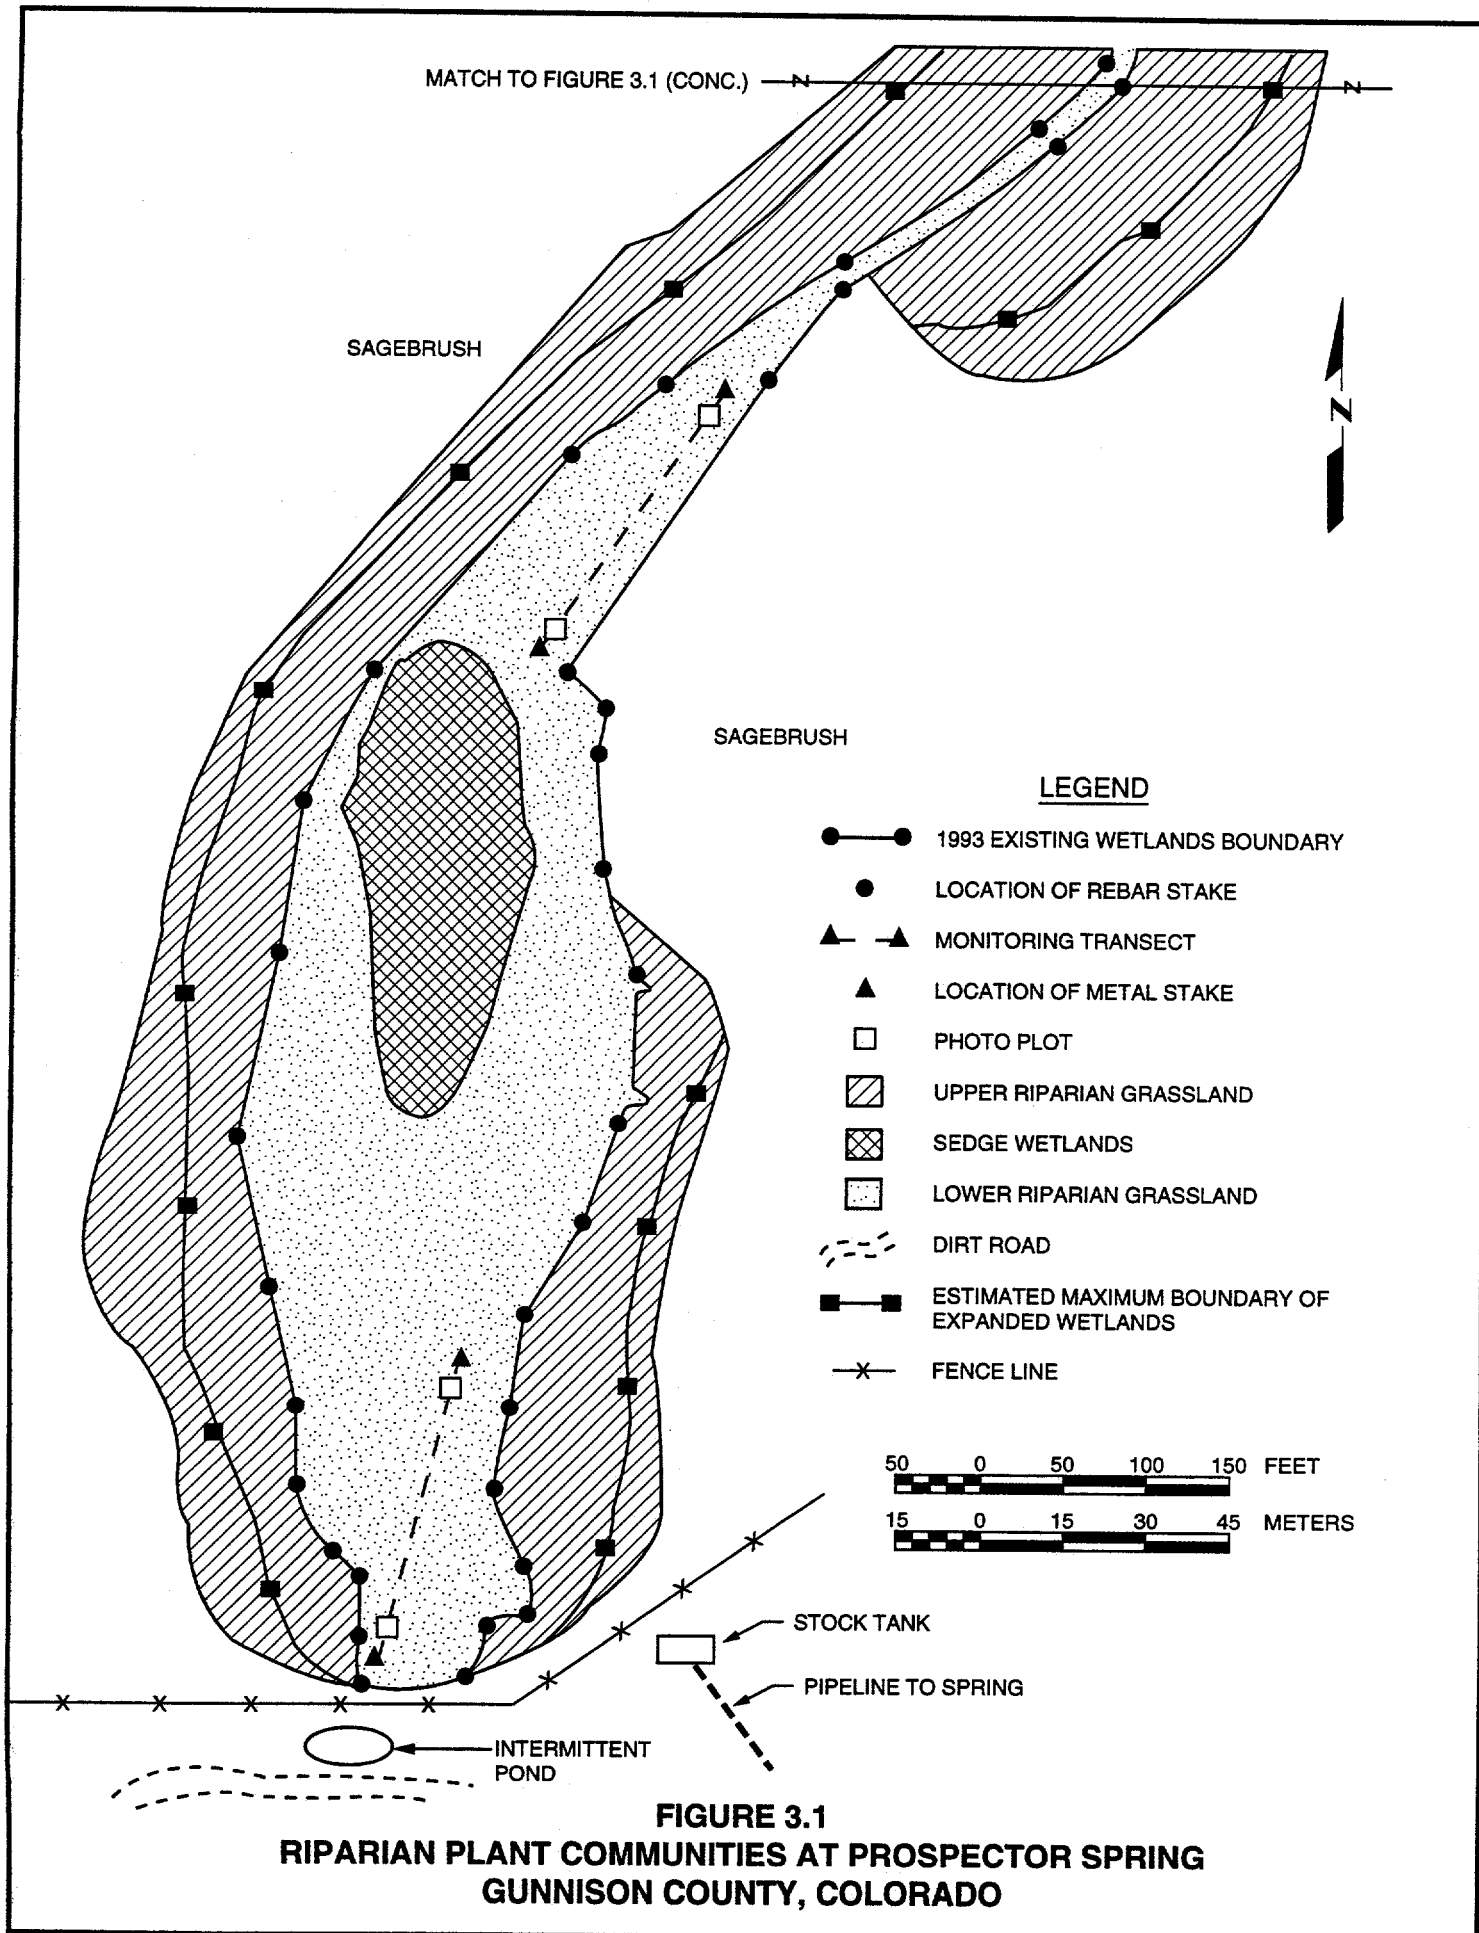 MATCH TO FIGURE 3.1 (CONC.)
N
N
SAGEBRUSH
N
SAGEBRUSH
LEGEND
1993 EXISTING WETLANDS BOUNDARY
LOCATION OF REBAR STAKE
MONITORING TRANSECT
LOCATION OF METAL STAKE
PHOTO PLOT
UPPER RIPARIAN GRASSLAND
SEDGE WETLANDS
LOWER RIPARIAN GRASSLAND
DIRT ROAD
ESTIMATED MAXIMUM BOUNDARY OF
EXPANDED WETLANDS
FENCE LINE
50 0 50 100 150 FEET
15 0 15 30 45 METERS
STOCK TANK
PIPELINE TO SPRING
INTERMITTENT
POND
FIGURE 3.1
RIPARIAN PLANT COMMUNITIES AT PROSPECTOR SPRING
GUNNISON COUNTY, COLORADO